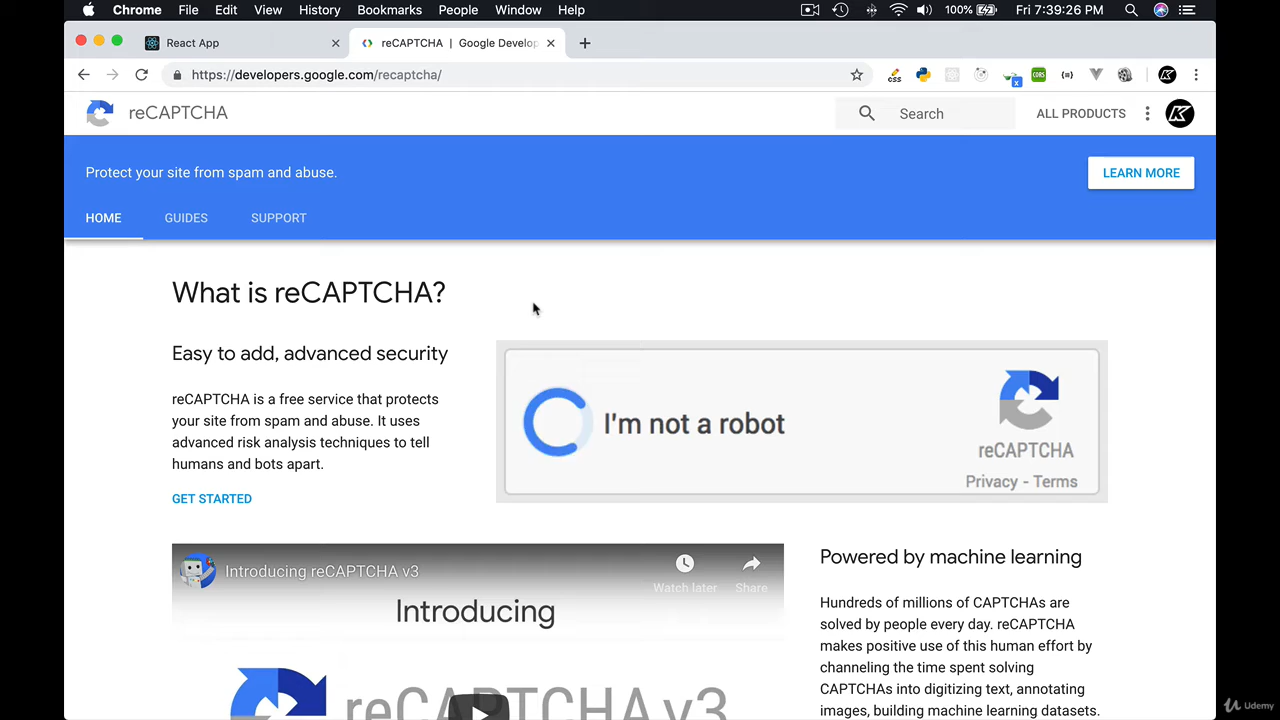 Chrome File Edit View History Bookmarks People Window Help 100% Fri 7:39:26 PM
React App reCAPTCHA | Google Develop
https://developers.google.com/recaptcha/
css x CORS {=} K
reCAPTCHA Search ALL PRODUCTS K
Protect your site from spam and abuse. LEARN MORE
HOME GUIDES SUPPORT
What is reCAPTCHA?
Easy to add, advanced security
reCAPTCHA is a free service that protects
your site from spam and abuse. It uses
advanced risk analysis techniques to tell
humans and bots apart.
GET STARTED
I'm not a robot
reCAPTCHA
Privacy - Terms
Introducing reCAPTCHA v3
Watch later Share
Introducing
reCAPTCHA v3
Powered by machine learning
Hundreds of millions of CAPTCHAs are
solved by people every day. reCAPTCHA
makes positive use of this human effort by
channeling the time spent solving
CAPTCHAs into digitizing text, annotating
images, building machine learning datasets.
Udemy